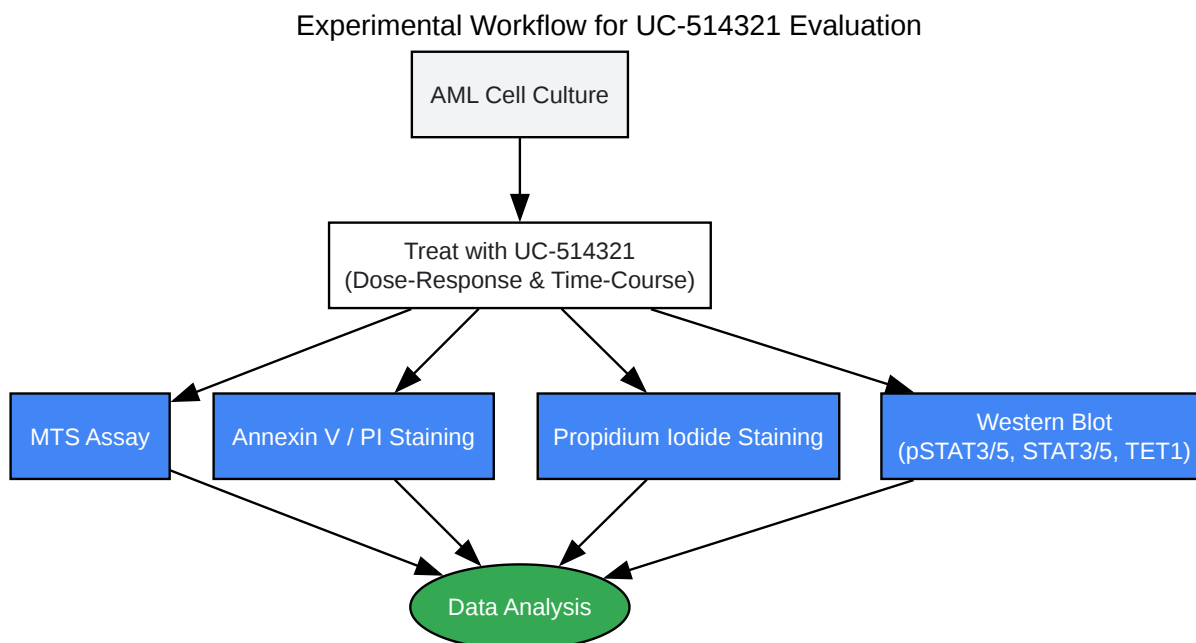 Experimental Workflow for UC-514321 Evaluation
AML Cell Culture
Treat with UC-514321
(Dose-Response & Time-Course)
MTS Assay
Annexin V / PI Staining
Propidium Iodide Staining
Western Blot
(pSTAT3/5, STAT3/5, TET1)
Data Analysis